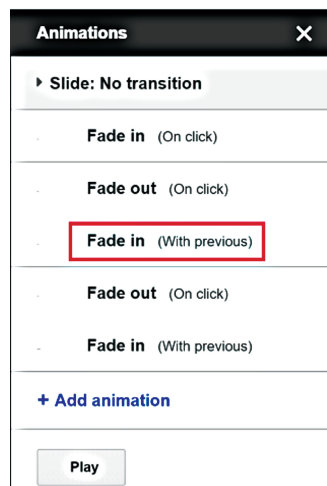 Animations
Slide: No transition
Fade in (On click)
Fade out (On click)
Fade in (With previous)
Fade out (On click)
Fade in (With previous)
+ Add animation
Play